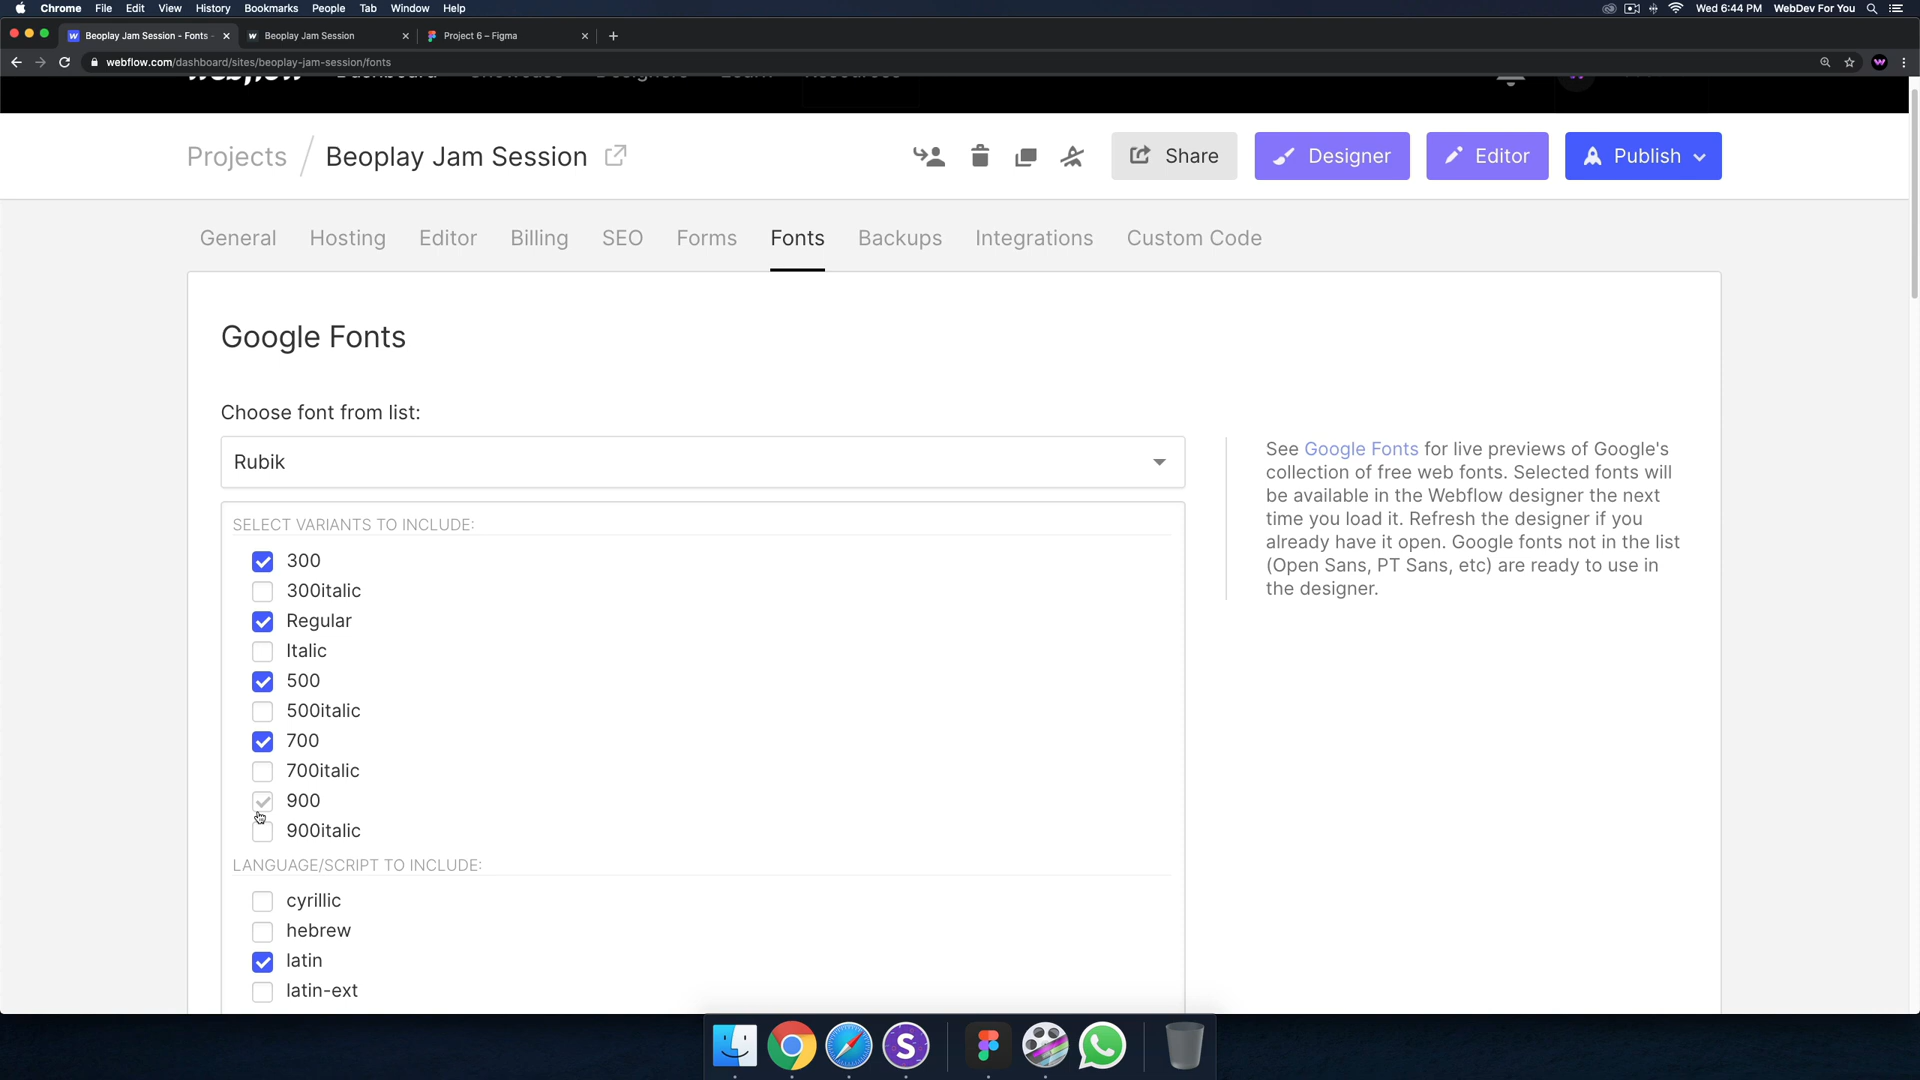 Chrome File Edit View History Bookmarks People Tab Window Help
Wed 6:44 PM WebDev For You
Beoplay Jam Session - Fonts -
Beoplay Jam Session
Project 6 – Figma
webflow.com/dashboard/sites/beoplay-jam-session/fonts
Projects / Beoplay Jam Session
Share
Designer
Editor
Publish
General Hosting Editor Billing SEO Forms Fonts Backups Integrations Custom Code
Google Fonts
Choose font from list:
Rubik
SELECT VARIANTS TO INCLUDE:
300
300italic
Regular
Italic
500
500italic
700
700italic
900
900italic
LANGUAGE/SCRIPT TO INCLUDE:
cyrillic
hebrew
latin
latin-ext
See Google Fonts for live previews of Google's
collection of free web fonts. Selected fonts will
be available in the Webflow designer the next
time you load it. Refresh the designer if you
already have it open. Google fonts not in the list
(Open Sans, PT Sans, etc) are ready to use in
the designer.